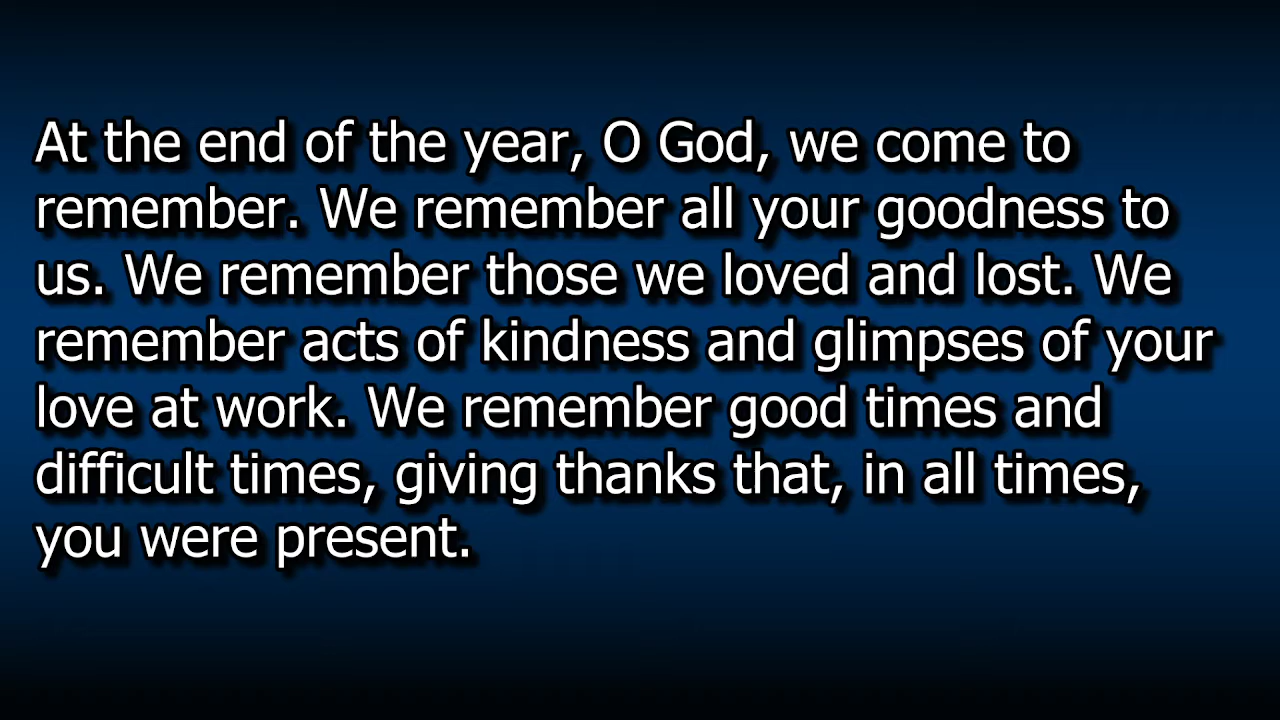 At the end of the year, O God, we come to
remember. We remember all your goodness to
us. We remember those we loved and lost. We
remember acts of kindness and glimpses of your
love at work. We remember good times and
difficult times, giving thanks that, in all times,
you were present.